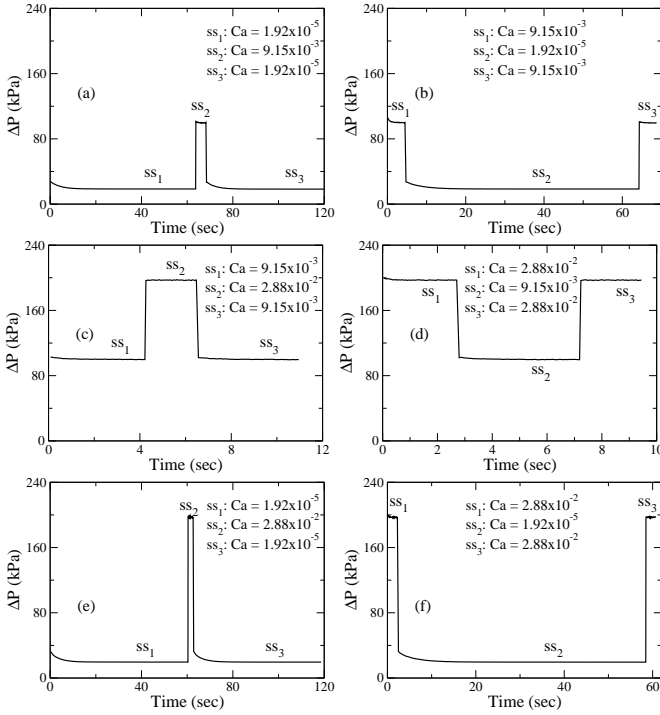 240
160
80
0
ΔP (kPa)
(a)
ss1: Ca = 1.92x10-5
ss2: Ca = 9.15x10-3
ss3: Ca = 1.92x10-5
ss2
ss1
ss3
0 40 80 120
Time (sec)
240
160
80
0
ΔP (kPa)
(b)
ss1: Ca = 9.15x10-3
ss2: Ca = 1.92x10-5
ss3: Ca = 9.15x10-3
ss1
ss3
ss2
0 20 40 60
Time (sec)
240
160
80
0
ΔP (kPa)
(c)
ss2
ss1: Ca = 9.15x10-3
ss2: Ca = 2.88x10-2
ss3: Ca = 9.15x10-3
ss1
ss3
0 4 8 12
Time (sec)
240
160
80
0
ΔP (kPa)
(d)
ss1: Ca = 2.88x10-2
ss2: Ca = 9.15x10-3
ss3: Ca = 2.88x10-2
ss1
ss3
ss2
0 2 4 6 8 10
Time (sec)
240
160
80
0
ΔP (kPa)
(e)
ss2
ss1: Ca = 1.92x10-5
ss2: Ca = 2.88x10-2
ss3: Ca = 1.92x10-5
ss1
ss3
0 40 80 120
Time (sec)
240
160
80
0
ΔP (kPa)
(f)
ss1
ss1: Ca = 2.88x10-2
ss2: Ca = 1.92x10-5
ss3: Ca = 2.88x10-2
ss3
ss2
0 20 40 60
Time (sec)